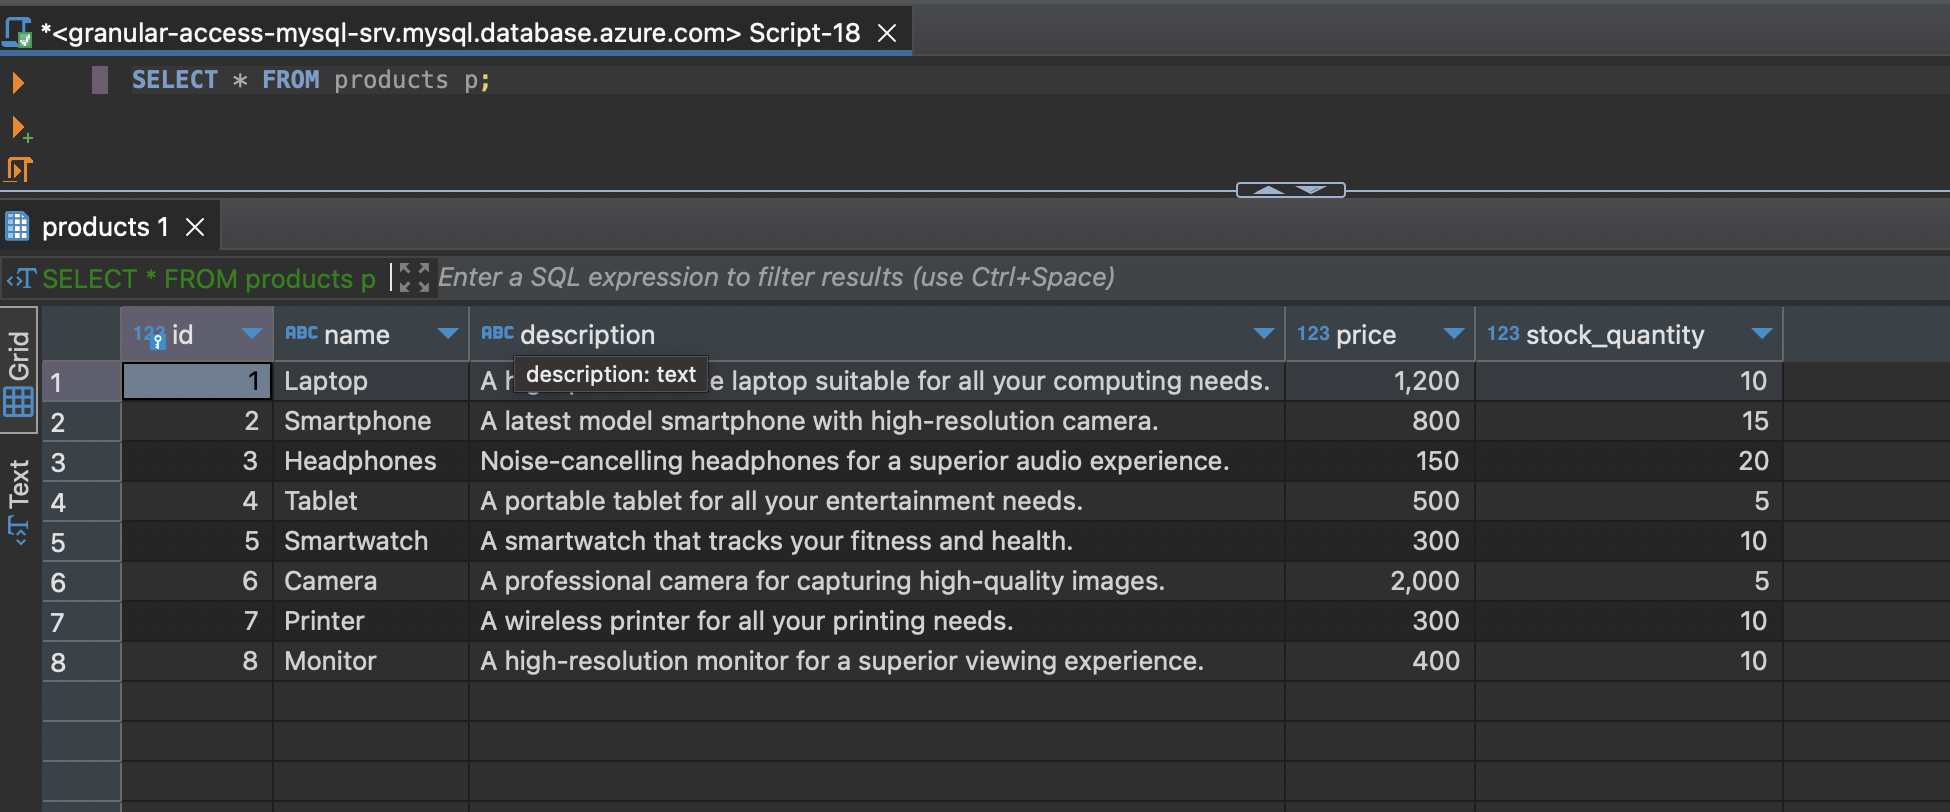 *<granular-access-mysql-srv.mysql.database.azure.com> Script-18
SELECT * FROM products p;
products 1
SELECT * FROM products p Enter a SQL expression to filter results (use Ctrl+Space)
Grid
Text
123 id ABC name ABC description 123 price 123 stock_quantity
description: text
1 1 Laptop A laptop suitable for all your computing needs. 1,200 10
2 2 Smartphone A latest model smartphone with high-resolution camera. 800 15
3 3 Headphones Noise-cancelling headphones for a superior audio experience. 150 20
4 4 Tablet A portable tablet for all your entertainment needs. 500 5
5 5 Smartwatch A smartwatch that tracks your fitness and health. 300 10
6 6 Camera A professional camera for capturing high-quality images. 2,000 5
7 7 Printer A wireless printer for all your printing needs. 300 10
8 8 Monitor A high-resolution monitor for a superior viewing experience. 400 10